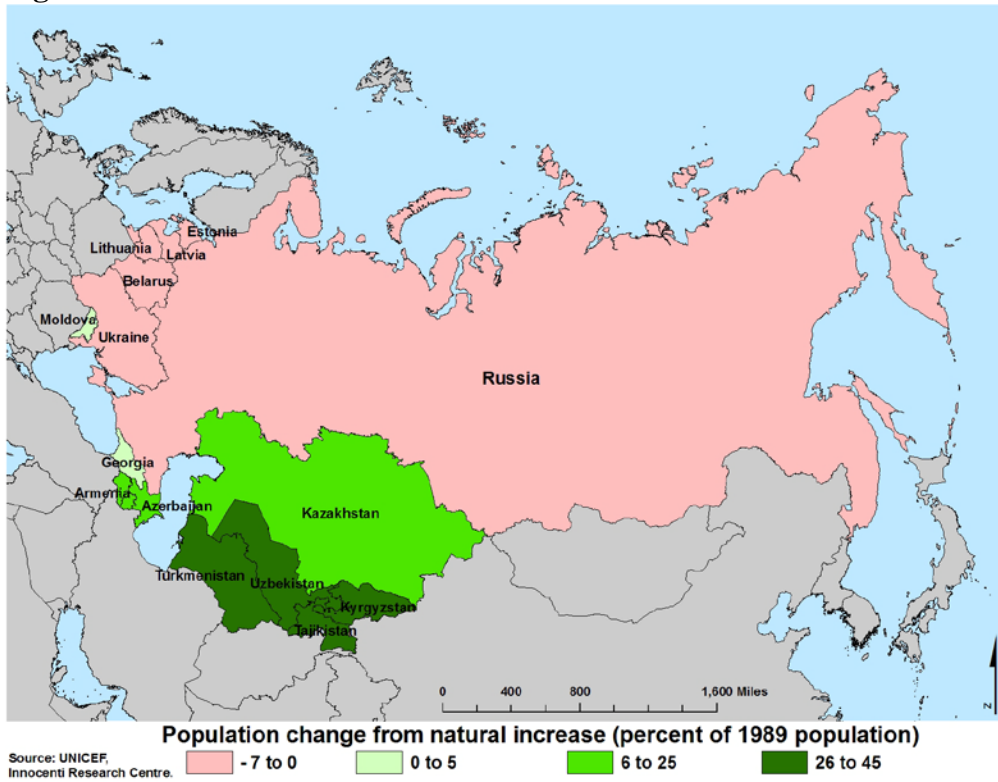 Estonia
Lithuania
Latvia
Belarus
Moldova
Ukraine
Russia
Georgia
Armenia
Azerbaijan
Kazakhstan
Turkmenistan
Uzbekistan
Kyrgyzstan
Tajikistan
0 400 800 1,600 Miles
N
Population change from natural increase (percent of 1989 population)
Source: UNICEF,
Innocenti Research Centre.
- 7 to 0
0 to 5
6 to 25
26 to 45